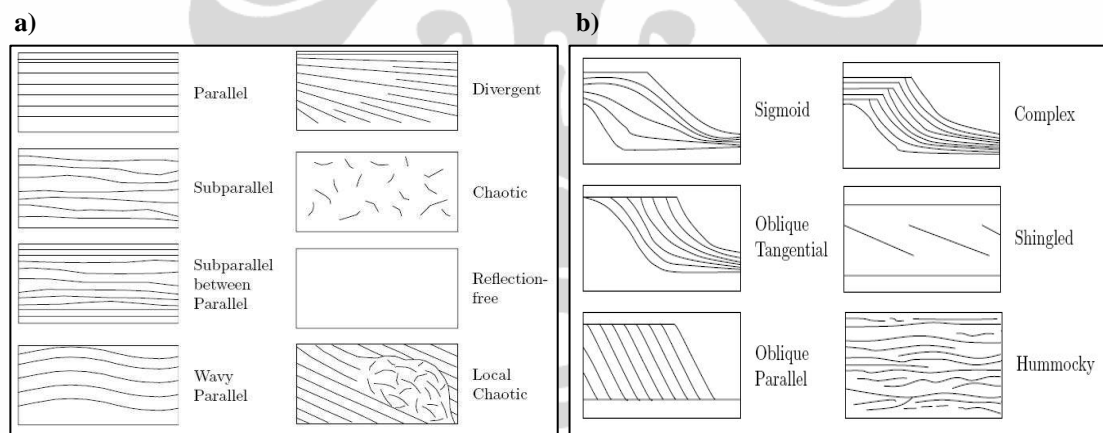 a)
Parallel
Subparallel
Subparallel
between
Parallel
Wavy
Parallel
Divergent
Chaotic
Reflection-
free
Local
Chaotic
b)
Sigmoid
Oblique
Tangential
Oblique
Parallel
Complex
Shingled
Hummocky